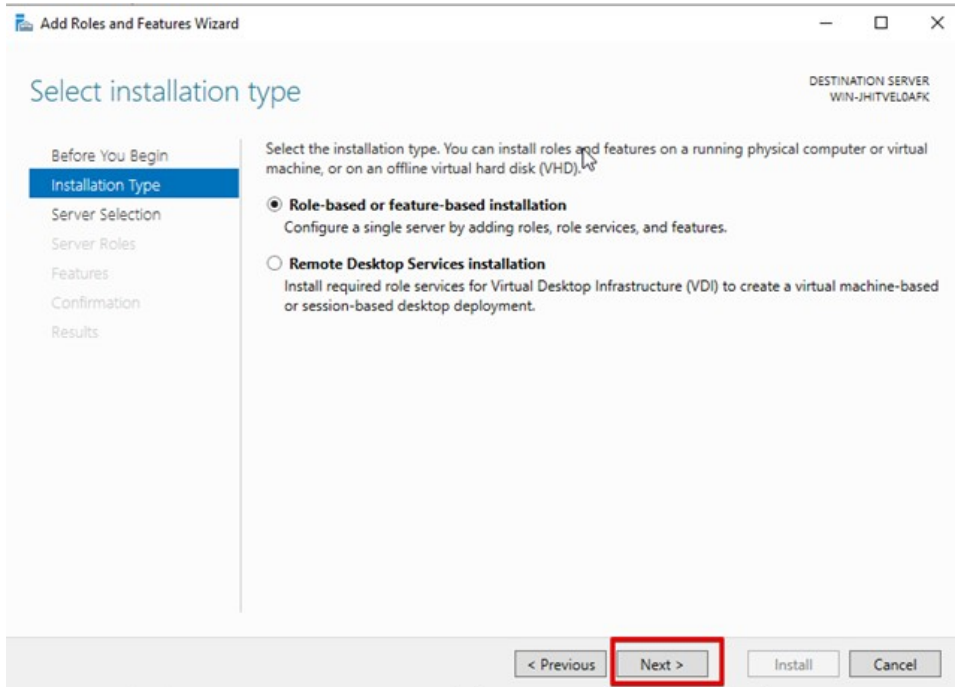 Add Roles and Features Wizard
Select installation type
DESTINATION SERVER
WIN-JHITVEL0AFK
Before You Begin
Installation Type
Server Selection
Server Roles
Features
Confirmation
Results
Select the installation type. You can install roles and features on a running physical computer or virtual
machine, or on an offline virtual hard disk (VHD).
Role-based or feature-based installation
Configure a single server by adding roles, role services, and features.
Remote Desktop Services installation
Install required role services for Virtual Desktop Infrastructure (VDI) to create a virtual machine-based
or session-based desktop deployment.
< Previous
Next >
Install
Cancel